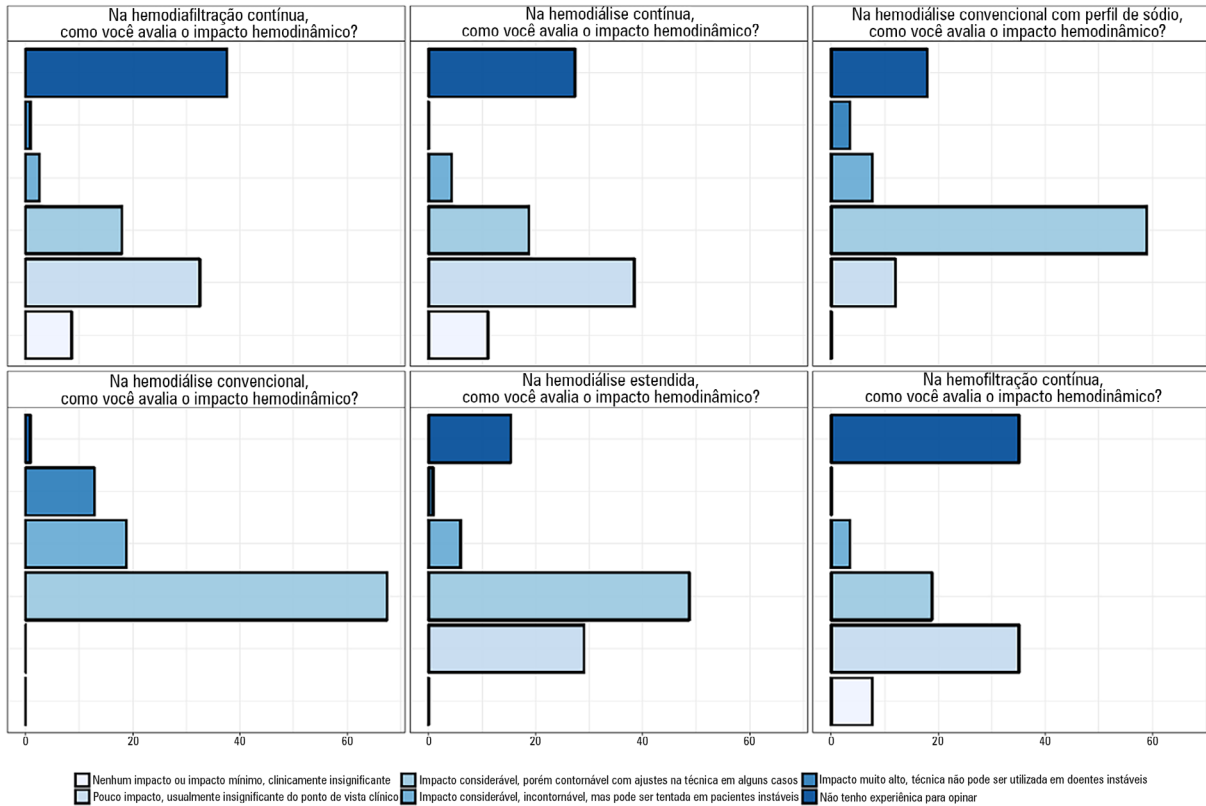 Na hemodiafiltração contínua,
como você avalia o impacto hemodinâmico?
Na hemodiálise contínua,
como você avalia o impacto hemodinâmico?
Na hemodiálise convencional com perfil de sódio,
como você avalia o impacto hemodinâmico?
Na hemodiálise convencional,
como você avalia o impacto hemodinâmico?
Na hemodiálise estendida,
como você avalia o impacto hemodinâmico?
Na hemofiltração contínua,
como você avalia o impacto hemodinâmico?
0 20 40 60
0 20 40 60
0 20 40 60
Nenhum impacto ou impacto mínimo, clinicamente insignificante
Impacto considerável, porém contornável com ajustes na técnica em alguns casos
Impacto muito alto, técnica não pode ser utilizada em doentes instáveis
Pouco impacto, usualmente insignificante do ponto de vista clínico
Impacto considerável, incontornável, mas pode ser tentada em pacientes instáveis
Não tenho experiênica para opinar